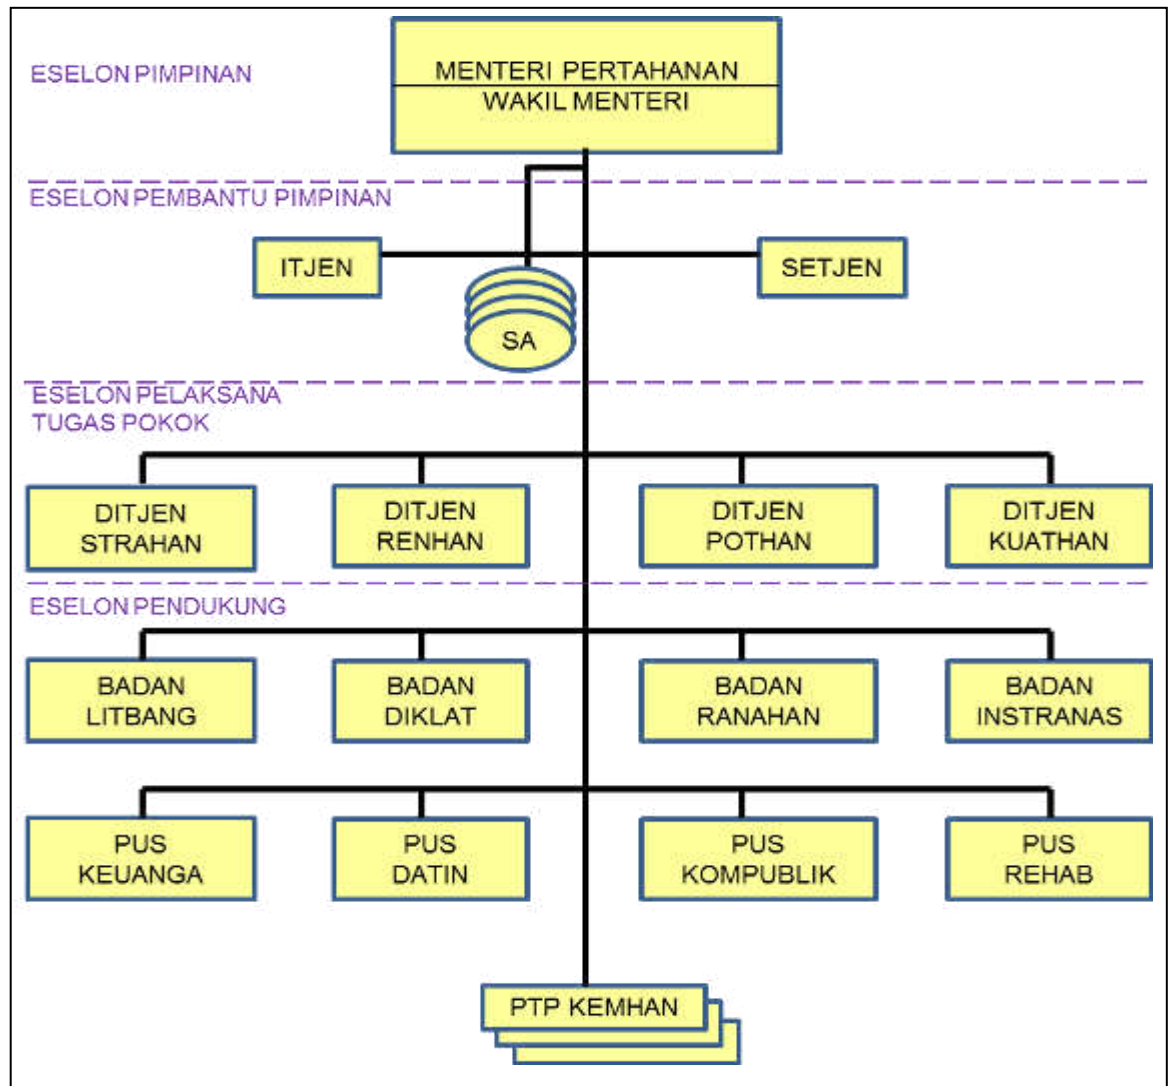 ESELON PIMPINAN
MENTERI PERTAHANAN
WAKIL MENTERI
ESELON PEMBANTU PIMPINAN
ITJEN
SETJEN
SA
ESELON PELAKSANA
TUGAS POKOK
DITJEN
STRAHAN
DITJEN
RENHAN
DITJEN
POTHAN
DITJEN
KUATHAN
ESELON PENDUKUNG
BADAN
LITBANG
BADAN
DIKLAT
BADAN
RANAHAN
BADAN
INSTRANAS
PUS
KEUANGA
PUS
DATIN
PUS
KOMPUBLIK
PUS
REHAB
PTP KEMHAN